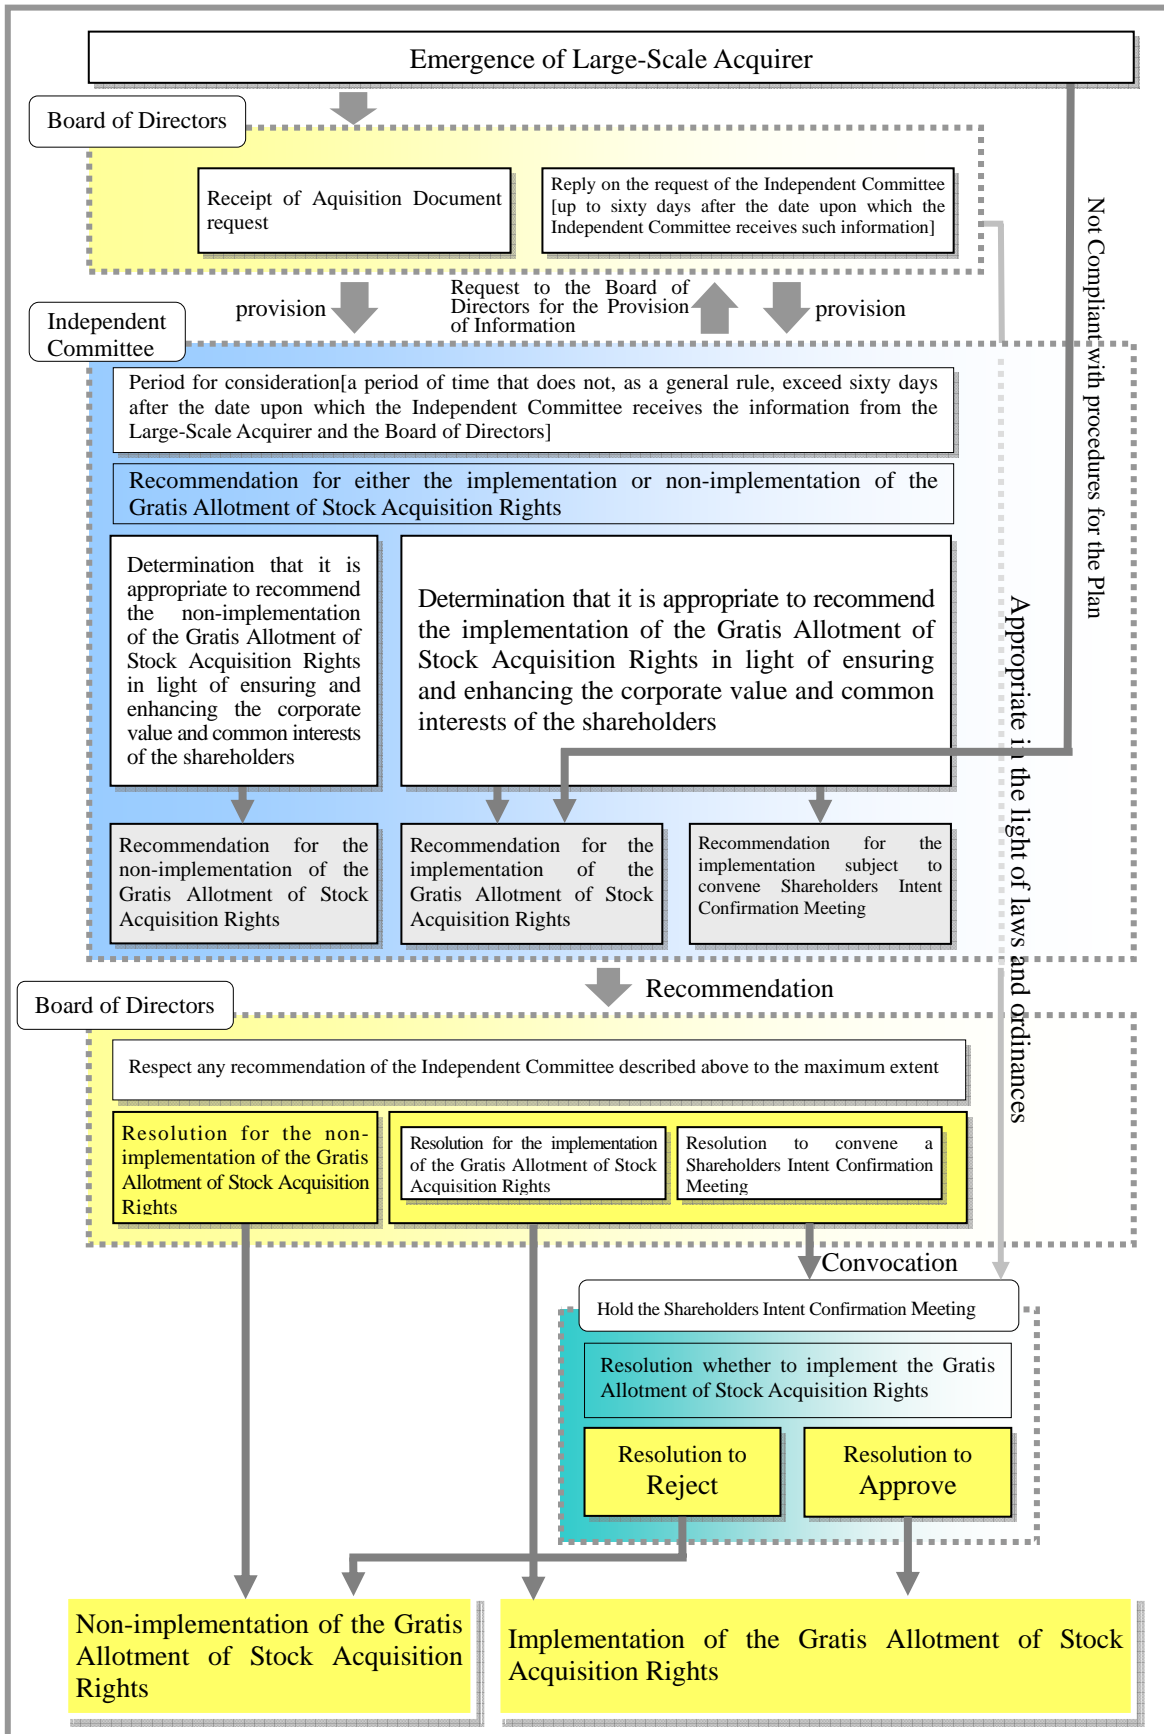 Emergence of Large-Scale Acquirer
Board of Directors
Receipt of Aquisition Document
request
Reply on the request of the Independent Committee
[up to sixty days after the date upon which the
Independent Committee receives such information]
Not Compliant with procedures for the Plan
provision
Request to the Board of
Directors for the Provision
of Information
provision
Independent
Committee
Period for consideration[a period of time that does not, as a general rule, exceed sixty days
after the date upon which the Independent Committee receives the information from the
Large-Scale Acquirer and the Board of Directors]
Recommendation for either the implementation or non-implementation of the
Gratis Allotment of Stock Acquisition Rights
Determination that it is
appropriate to recommend
the non-implementation
of the Gratis Allotment of
Stock Acquisition Rights
in light of ensuring and
enhancing the corporate
value and common interests
of the shareholders
Determination that it is appropriate to recommend
the implementation of the Gratis Allotment of
Stock Acquisition Rights in light of ensuring
and enhancing the corporate value and common
interests of the shareholders
Appropriate in the light of laws and ordinances
Recommendation for the
non-implementation of the
Gratis Allotment of Stock
Acquisition Rights
Recommendation for the
implementation of the
Gratis Allotment of Stock
Acquisition Rights
Recommendation for the
implementation subject to
convene Shareholders Intent
Confirmation Meeting
Recommendation
Board of Directors
Respect any recommendation of the Independent Committee described above to the maximum extent
Resolution for the non-
implementation of the Gratis
Allotment of Stock Acquisition
Rights
Resolution for the implementation
of the Gratis Allotment of Stock
Acquisition Rights
Resolution to convene a
Shareholders Intent Confirmation
Meeting
Convocation
Hold the Shareholders Intent Confirmation Meeting
Resolution whether to implement the Gratis
Allotment of Stock Acquisition Rights
Resolution to
Reject
Resolution to
Approve
Non-implementation of the Gratis
Allotment of Stock Acquisition
Rights
Implementation of the Gratis Allotment of Stock
Acquisition Rights